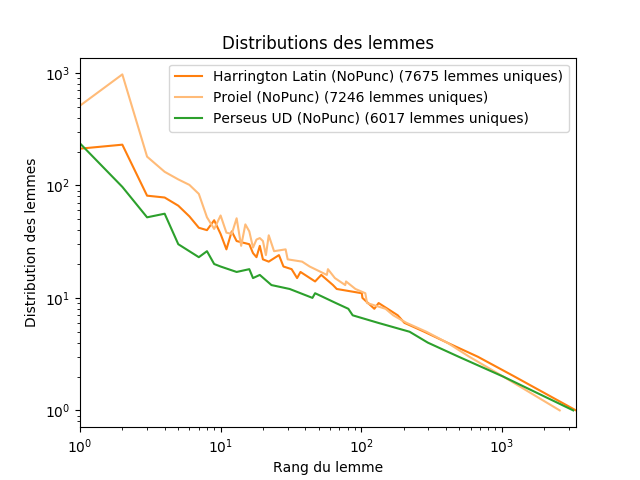 Distributions des lemmes
Harrington Latin (NoPunc) (7675 lemmes uniques)
Proiel (NoPunc) (7246 lemmes uniques)
Perseus UD (NoPunc) (6017 lemmes uniques)
Distribution des lemmes
10³
10²
10¹
10⁰
10⁰ 10¹ 10² 10³
Rang du lemme